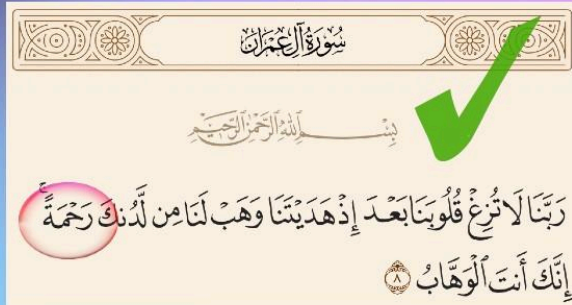 سُورَةُ آلِ عِمْرَانَ
بِسْمِ ٱللَّهِ ٱلرَّحْمَٰنِ ٱلرَّحِيمِ
رَبَّنَا لَا تُزِغْ قُلُوبَنَا بَعْدَ إِذْ هَدَيْتَنَا وَهَبْ لَنَا مِن لَّدُنكَ رَحْمَةً ۚ
إِنَّكَ أَنتَ ٱلْوَهَّابُ ٨